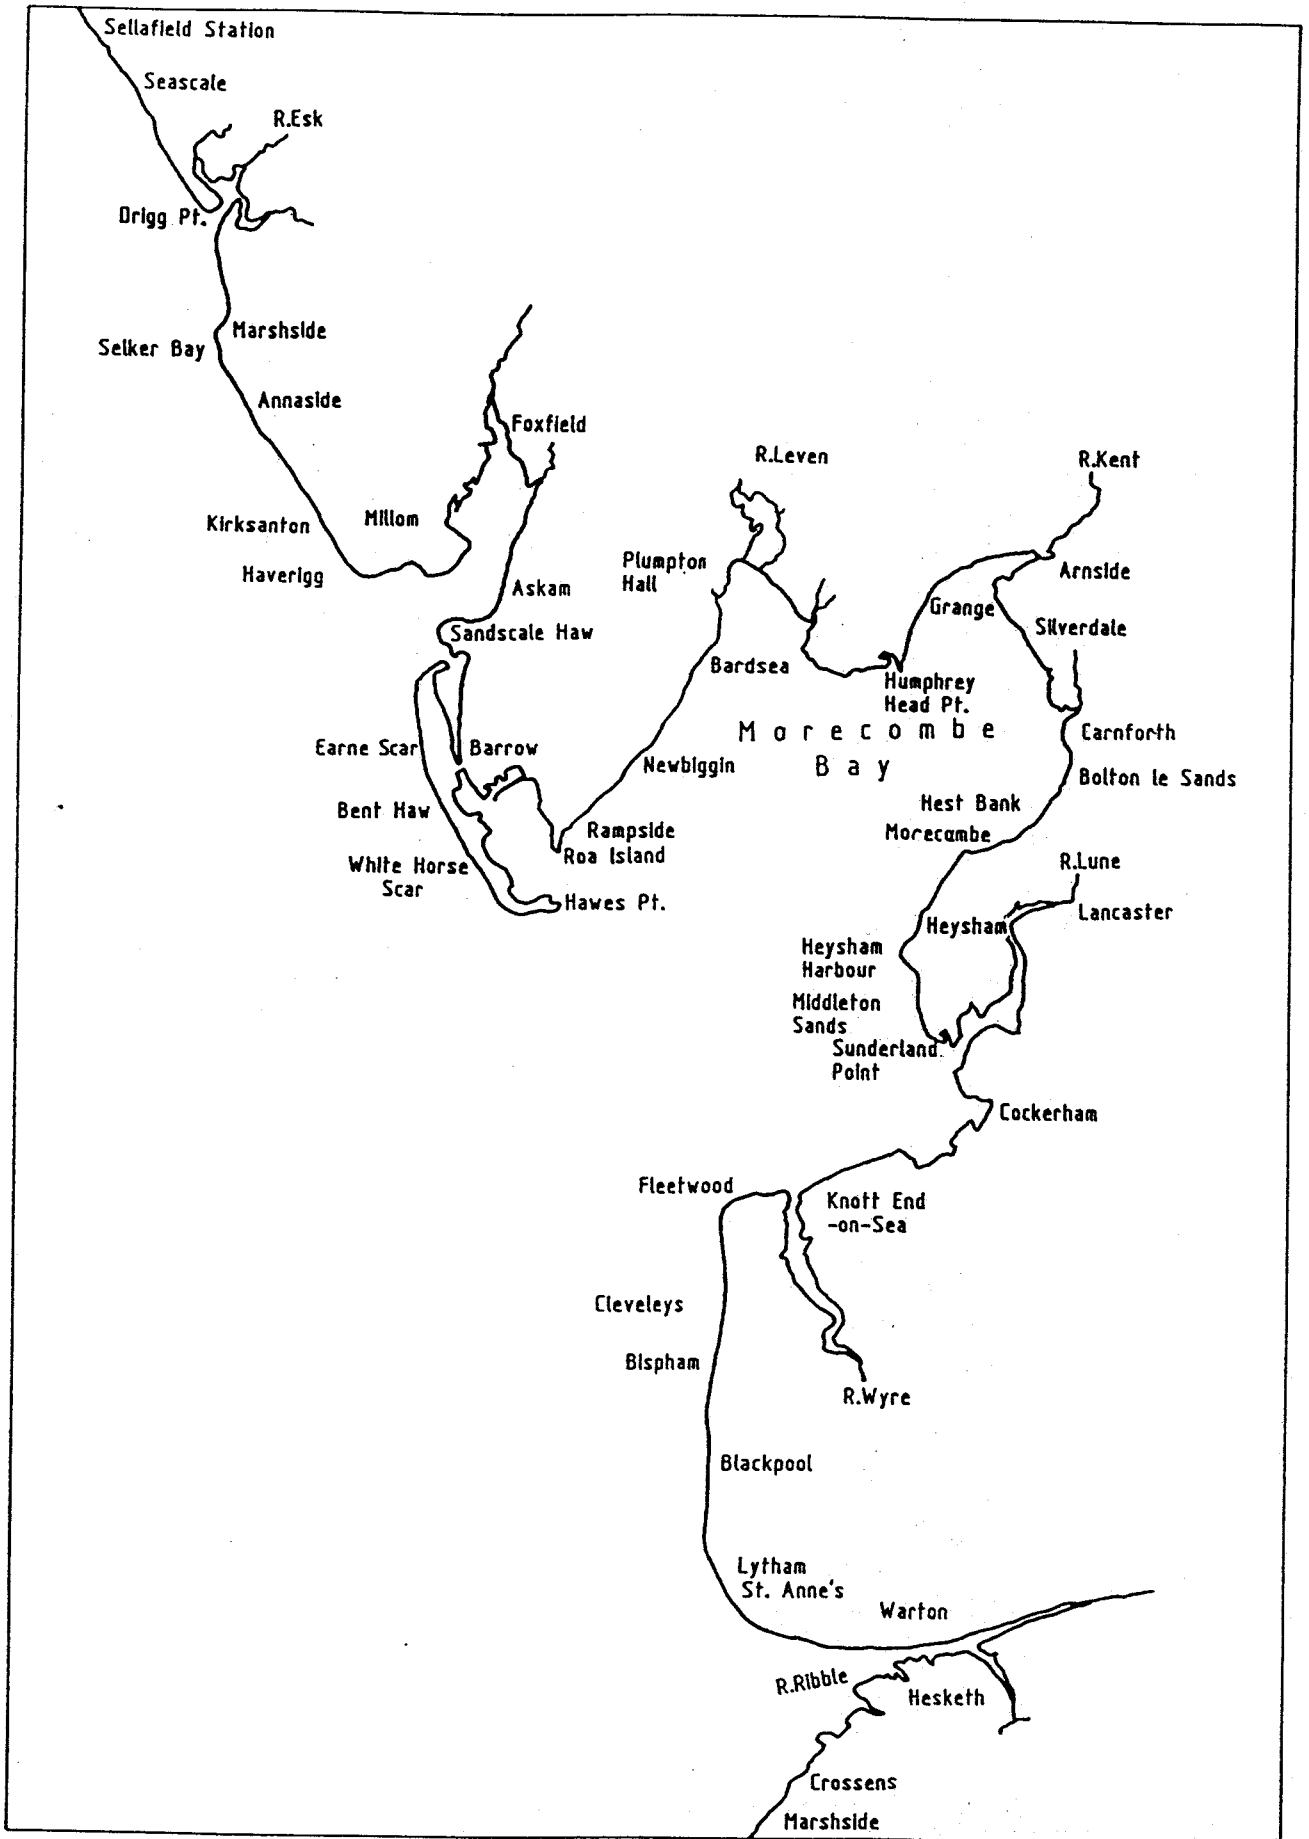 Sellafield Station
Seascale
R.Esk
Drigg Pt.
Marshside
Selker Bay
Annaside
Foxfield
R.Leven
R.Kent
Kirksanton
Millom
Haverigg
Plumpton
Hall
Askam
Arnside
Grange
Silverdale
Sandscale Haw
Bardsea
Humphrey
Head Pt.
Morecombe
Bay
Carnforth
Earne Scar
Barrow
Newbiggin
Bolton le Sands
Bent Haw
Hest Bank
Morecambe
Rampside
Roa Island
White Horse
Scar
R.Lune
Hawes Pt.
Lancaster
Heysham
Heysham
Harbour
Middleton
Sands
Sunderland
Point
Cockerham
Fleetwood
Knott End
-on-Sea
Cleveleys
Bispham
R.Wyre
Blackpool
Lytham
St. Anne's
Warton
R.Ribble
Hesketh
Crossens
Marshside